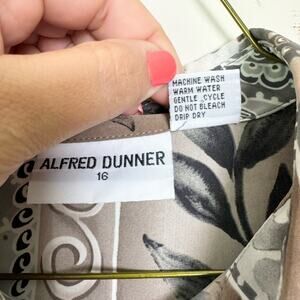 MACHINE WASH
WARM WATER
GENTLE CYCLE
DO NOT BLEACH
DRIP DRY
ALFRED DUNNER
16